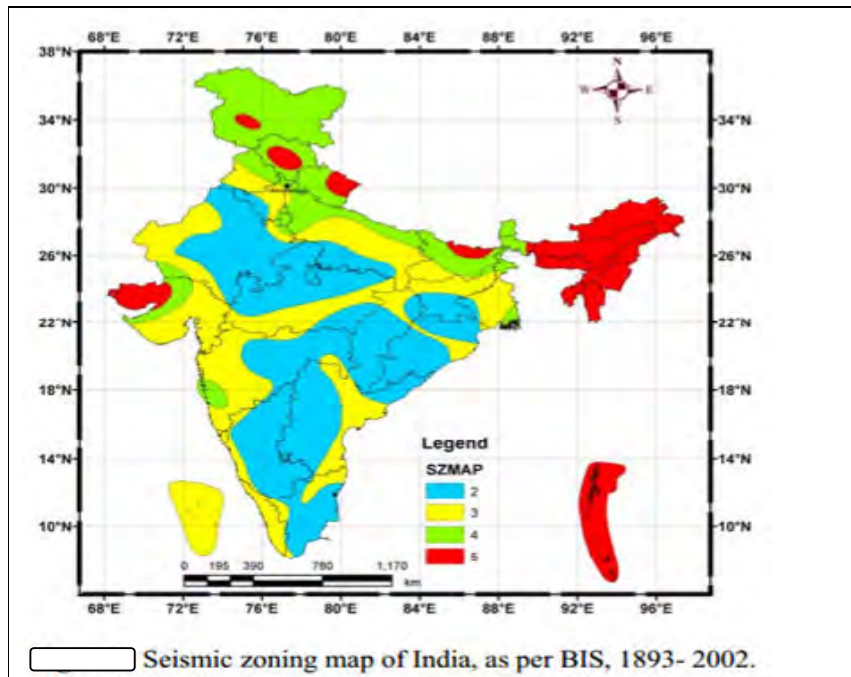 68°E 72°E 76°E 80°E 84°E 88°E 92°E 96°E
38°N 38°N
N
W E
S
34°N 34°N
30°N 30°N
26°N 26°N
22°N 22°N
18°N 18°N
Legend
SZMAP
14°N 14°N
2
3
10°N 10°N
4
5
0 195 390 780 1,170
km
68°E 72°E 76°E 80°E 84°E 88°E 92°E 96°E
Seismic zoning map of India, as per BIS, 1893- 2002.